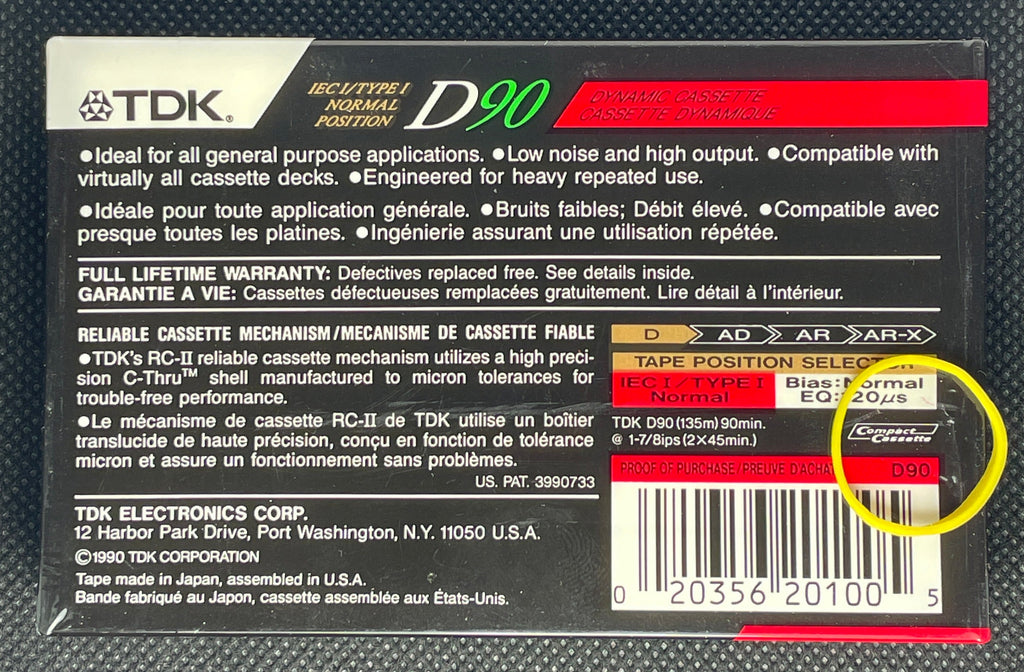 TDK®
IEC I/TYPE I
NORMAL
POSITION
D90
DYNAMIC CASSETTE
CASSETTE DYNAMIQUE
●Ideal for all general purpose applications. ●Low noise and high output. ●Compatible with
virtually all cassette decks. ●Engineered for heavy repeated use.
●Idéale pour toute application générale. ●Bruits faibles; Débit élevé. ●Compatible avec
presque toutes les platines. ●Ingénierie assurant une utilisation répétée.
FULL LIFETIME WARRANTY: Defectives replaced free. See details inside.
GARANTIE A VIE: Cassettes défectueuses remplacées gratuitement. Lire détail à l'intérieur.
RELIABLE CASSETTE MECHANISM/MECANISME DE CASSETTE FIABLE
●TDK's RC-II reliable cassette mechanism utilizes a high preci-
sion C-Thru™ shell manufactured to micron tolerances for
trouble-free performance.
●Le mécanisme de cassette RC-II de TDK utilise un boîtier
translucide de haute précision, conçu en fonction de tolérance
micron et assure un fonctionnement sans problèmes.
US. PAT. 3990733
TDK ELECTRONICS CORP.
12 Harbor Park Drive, Port Washington, N.Y. 11050 U.S.A.
©1990 TDK CORPORATION
Tape made in Japan, assembled in U.S.A.
Bande fabriqué au Japon, cassette assemblée aux États-Unis.
D AD AR AR-X
TAPE POSITION SELECTOR
IEC I/TYPE I
Normal
Bias:Normal
EQ:120µs
TDK D90 (135m) 90min.
@ 1-7/8ips (2×45min.)
Compact
Cassette
PROOF OF PURCHASE/PREUVE D'ACHAT
D90
0 20356 20100 5